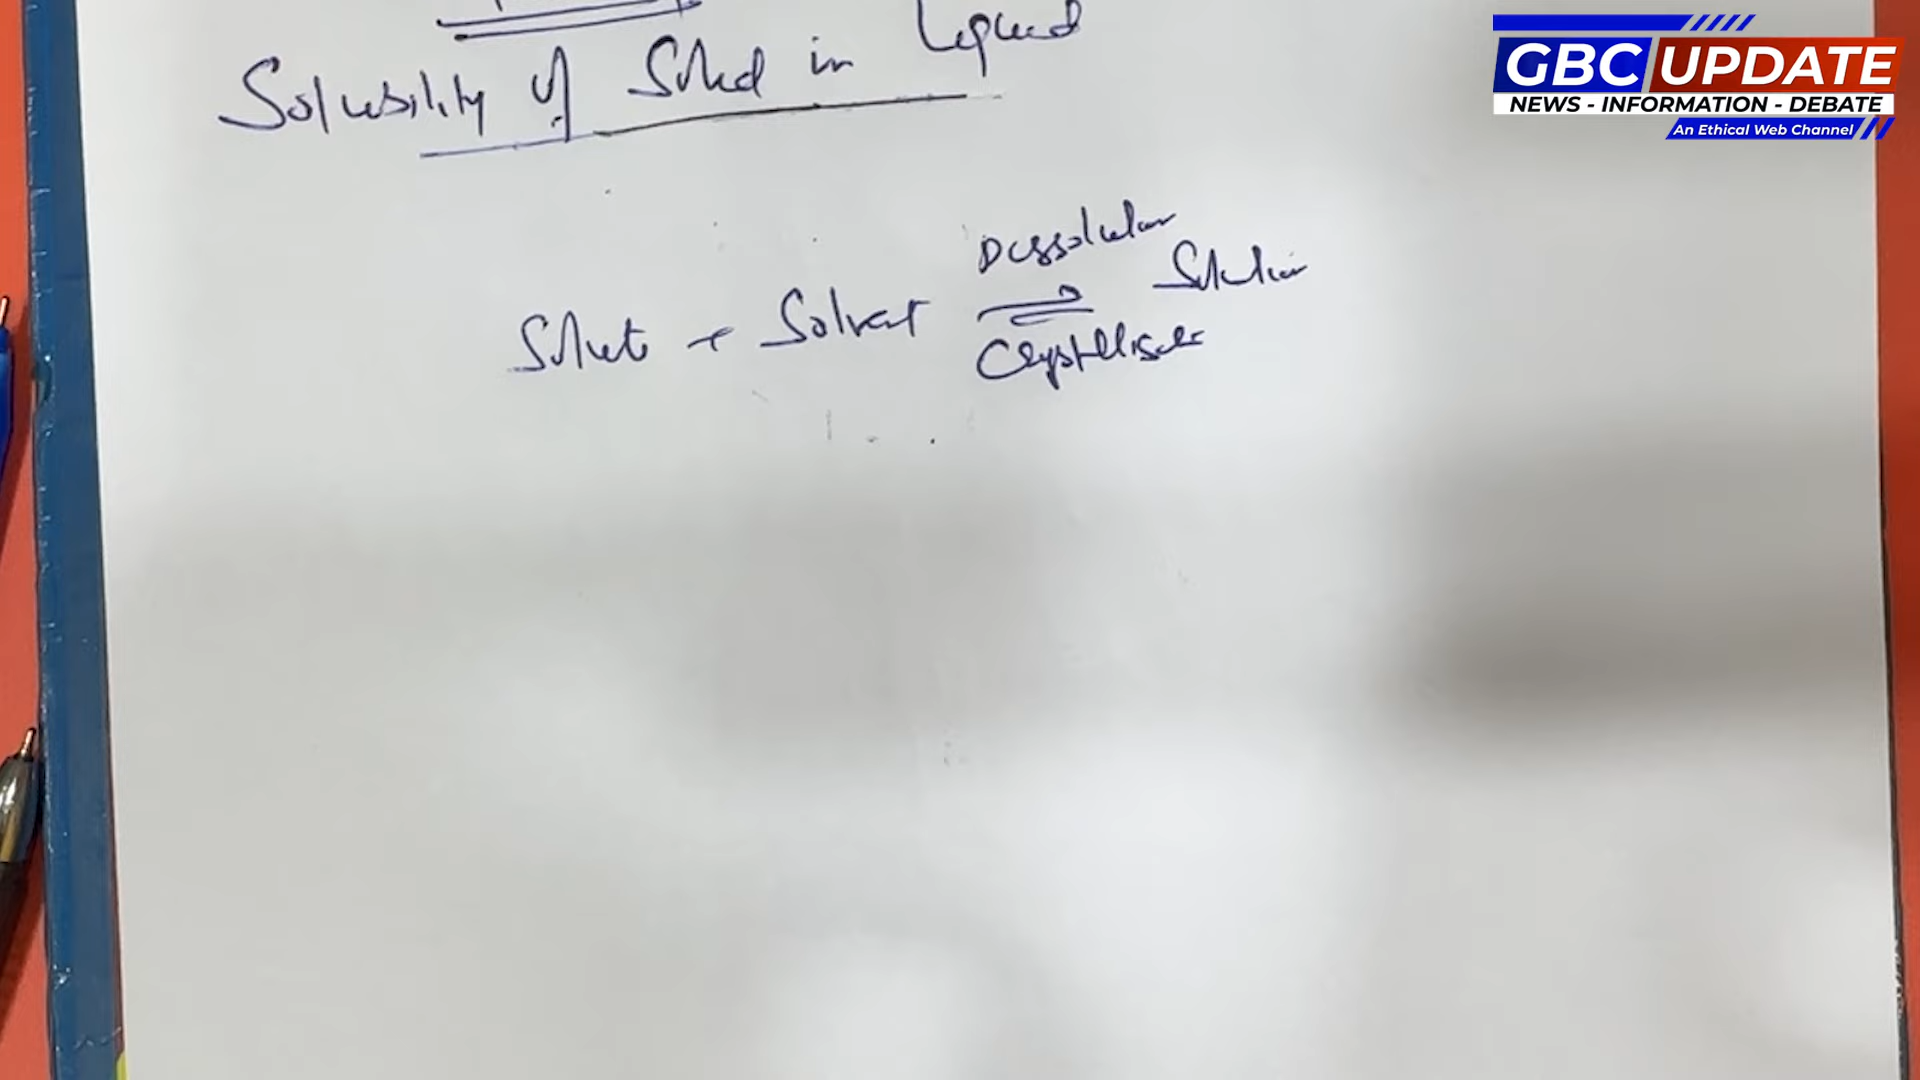 GBC UPDATE
NEWS - INFORMATION - DEBATE
An Ethical Web Channel
Solubility of Solid in Liquid
Dissolution
Solute + Solvent ⇌ Solution
Crystallisation